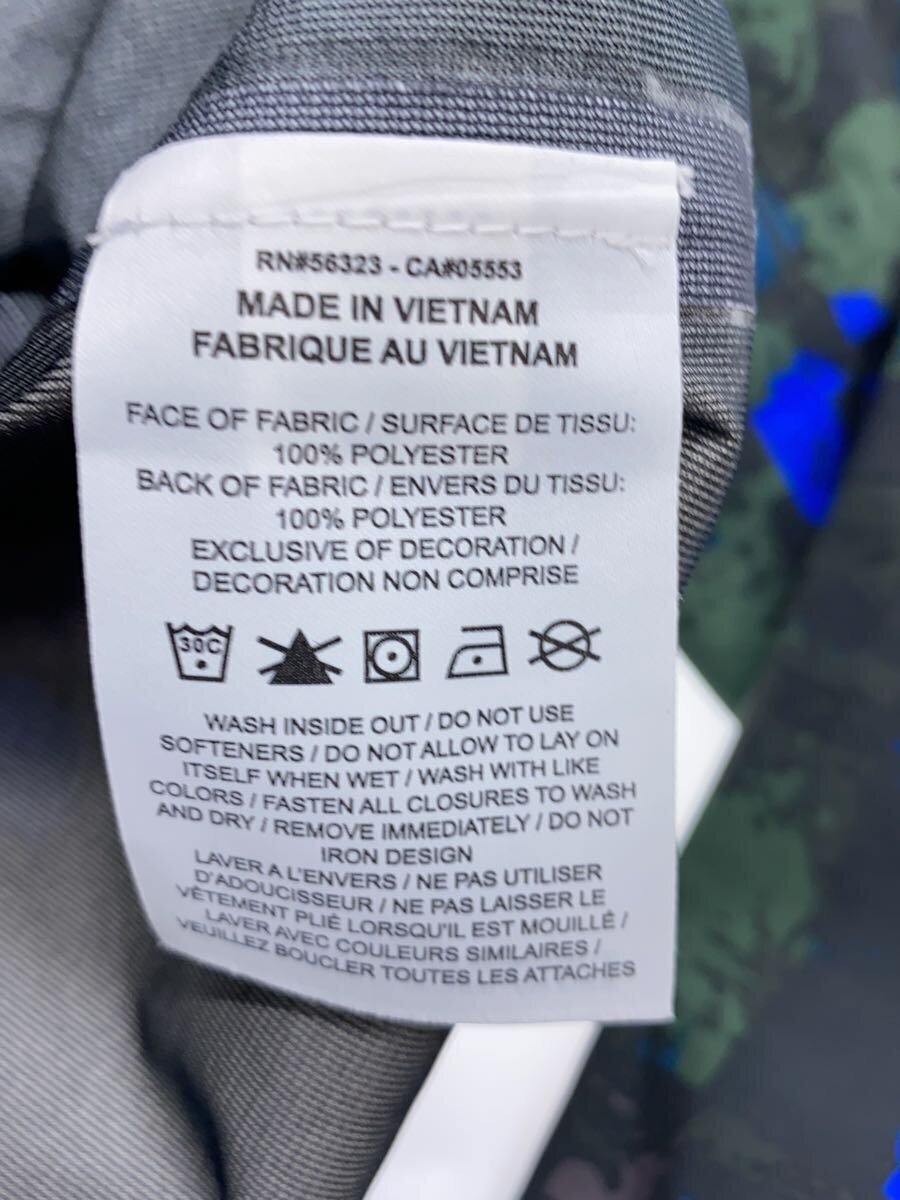 RN#56323 - CA#05553
MADE IN VIETNAM
FABRIQUE AU VIETNAM
FACE OF FABRIC / SURFACE DE TISSU:
100% POLYESTER
BACK OF FABRIC / ENVERS DU TISSU:
100% POLYESTER
EXCLUSIVE OF DECORATION /
DECORATION NON COMPRISE
30C
WASH INSIDE OUT / DO NOT USE
SOFTENERS / DO NOT ALLOW TO LAY ON
ITSELF WHEN WET / WASH WITH LIKE
COLORS / FASTEN ALL CLOSURES TO WASH
AND DRY / REMOVE IMMEDIATELY / DO NOT
IRON DESIGN
LAVER A L'ENVERS / NE PAS UTILISER
D'ADOUCISSEUR / NE PAS LAISSER LE
VÊTEMENT PLIÉ LORSQU'IL EST MOUILLÉ /
LAVER AVEC COULEURS SIMILAIRES /
VEUILLEZ BOUCLER TOUTES LES ATTACHES